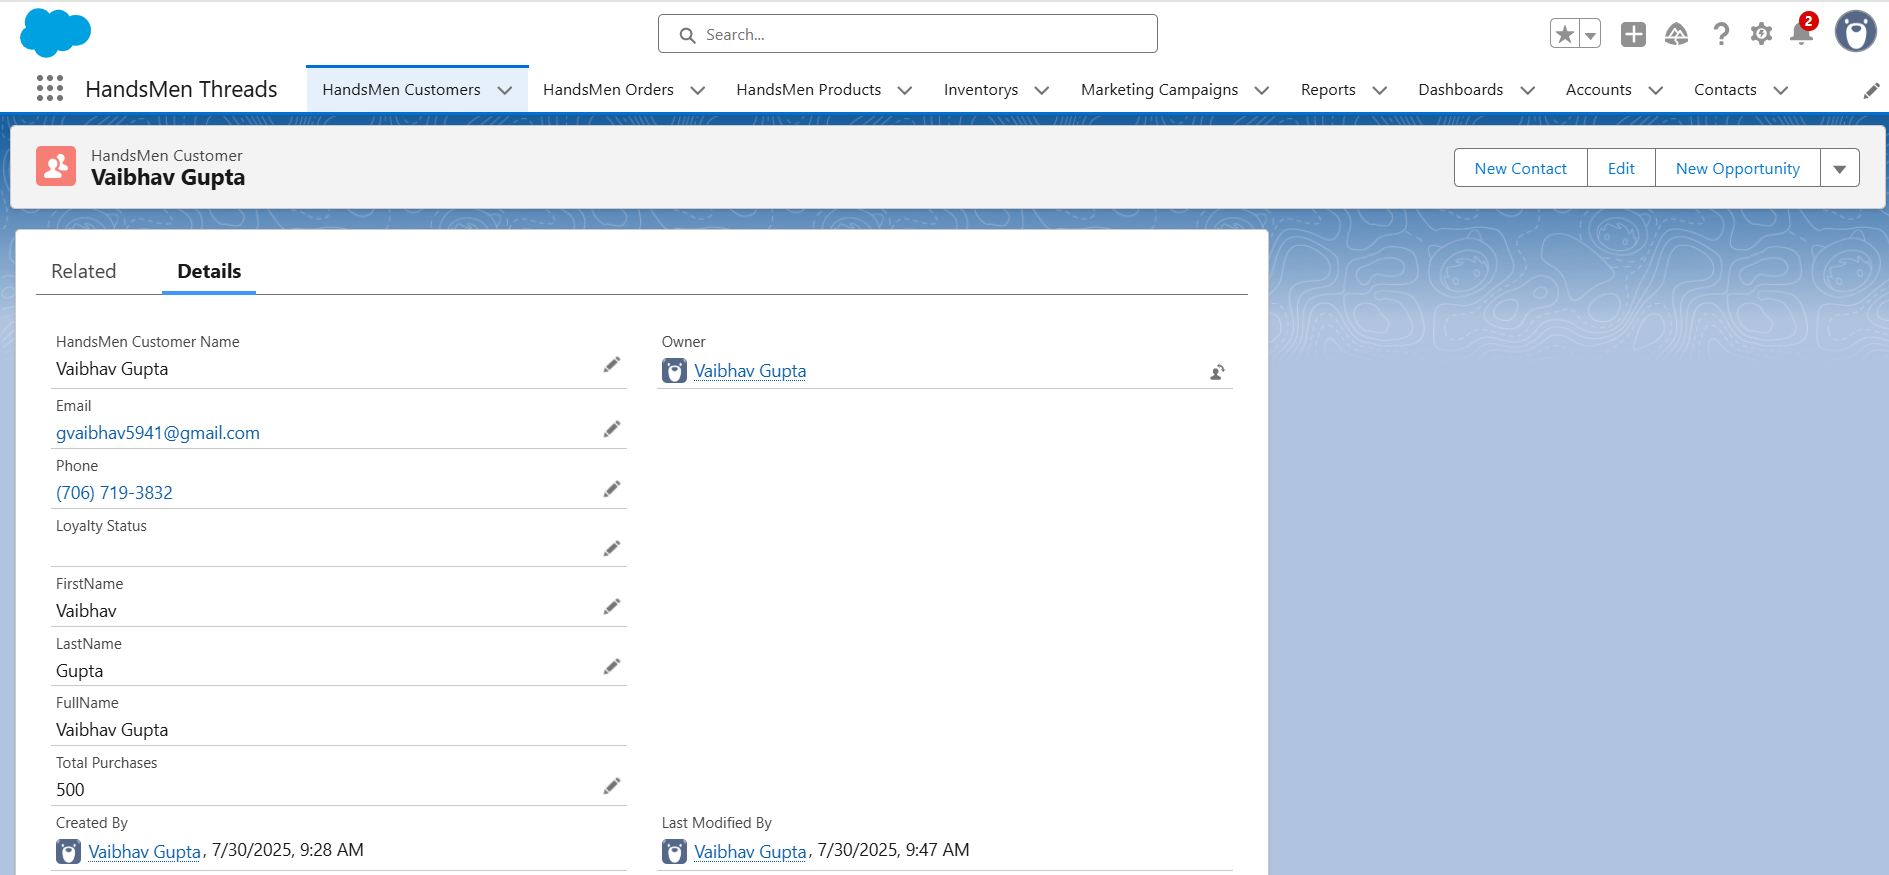 Search...
2
HandsMen Threads HandsMen Customers HandsMen Orders HandsMen Products Inventorys Marketing Campaigns Reports Dashboards Accounts Contacts
HandsMen Customer
Vaibhav Gupta
New Contact Edit New Opportunity
Related Details
HandsMen Customer Name
Vaibhav Gupta
Owner
Vaibhav Gupta
Email
gvaibhav5941@gmail.com
Phone
(706) 719-3832
Loyalty Status
FirstName
Vaibhav
LastName
Gupta
FullName
Vaibhav Gupta
Total Purchases
500
Created By
Vaibhav Gupta, 7/30/2025, 9:28 AM
Last Modified By
Vaibhav Gupta, 7/30/2025, 9:47 AM